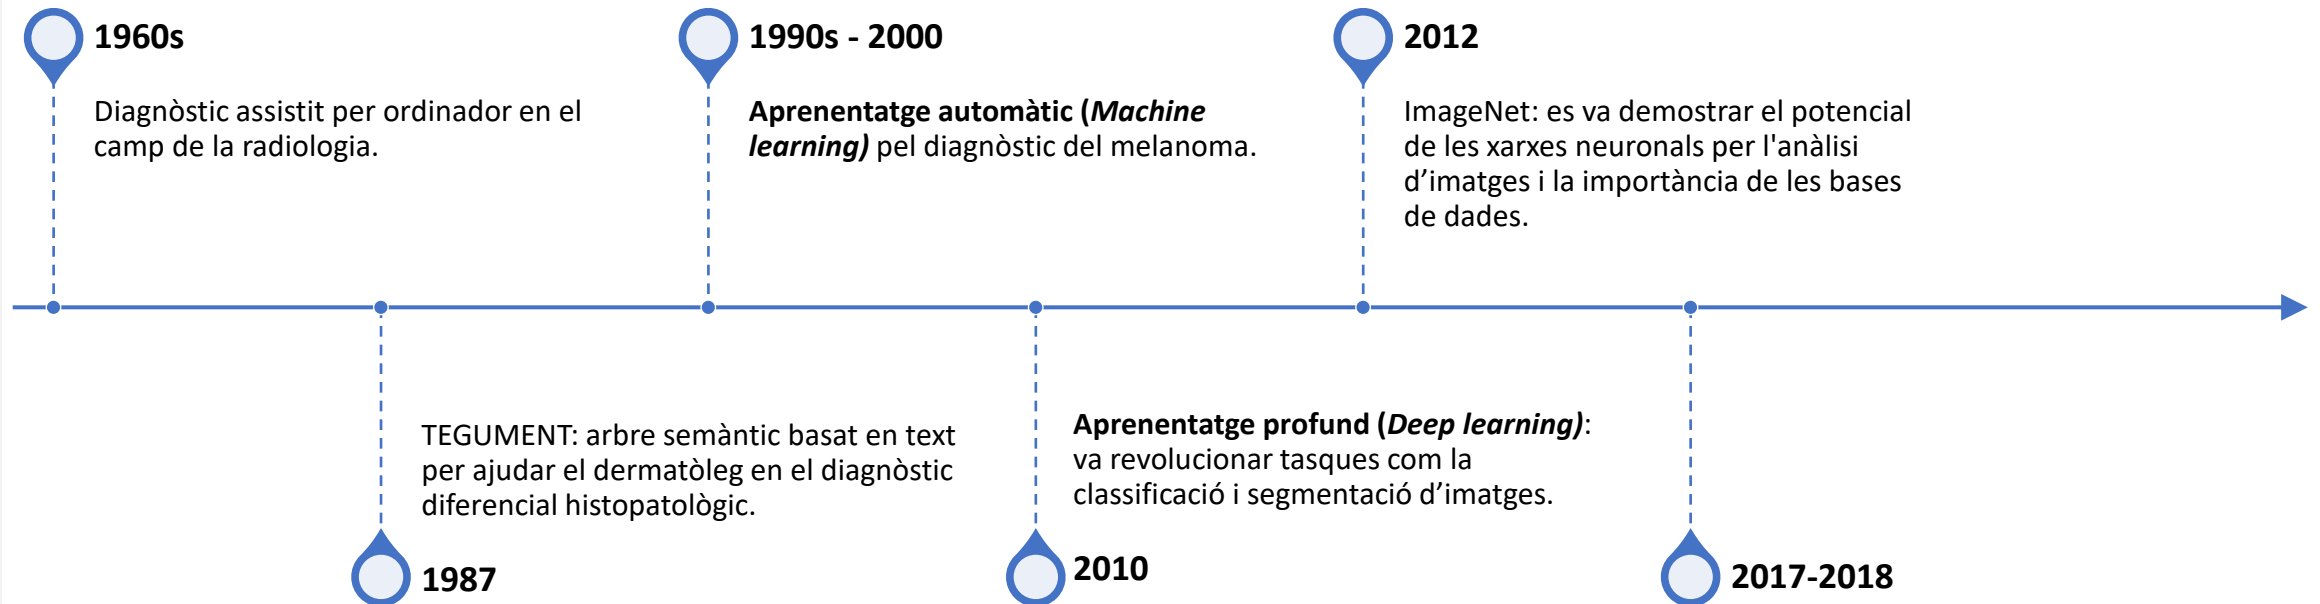 1960s
Diagnòstic assistit per ordinador en el
camp de la radiologia.
1990s - 2000
Aprenentatge automàtic (Machine
learning) pel diagnòstic del melanoma.
2012
ImageNet: es va demostrar el potencial
de les xarxes neuronals per l'anàlisi
d’imatges i la importància de les bases
de dades.
TEGUMENT: arbre semàntic basat en text
per ajudar el dermatòleg en el diagnòstic
diferencial histopatològic.
1987
Aprenentatge profund (Deep learning):
va revolucionar tasques com la
classificació i segmentació d’imatges.
2010
2017-2018